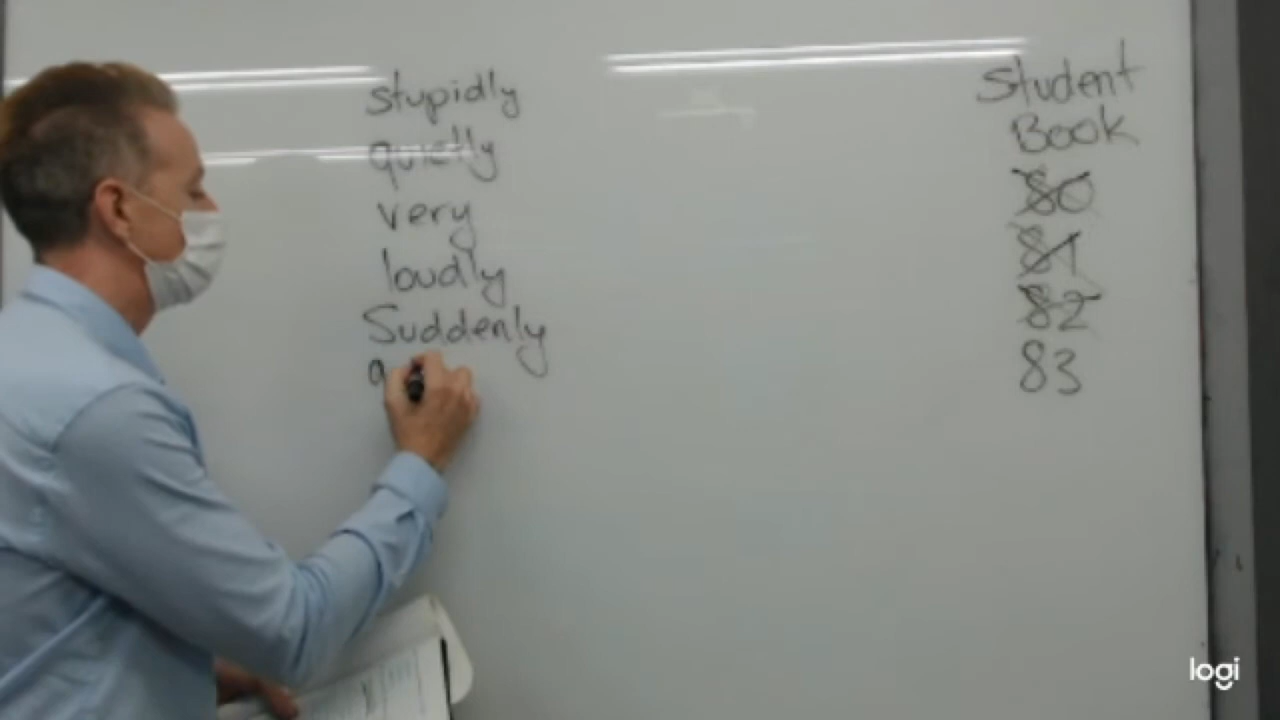 stupidly
quietly
very
loudly
Suddenly
a
Student
Book
80
81
82
83
logi